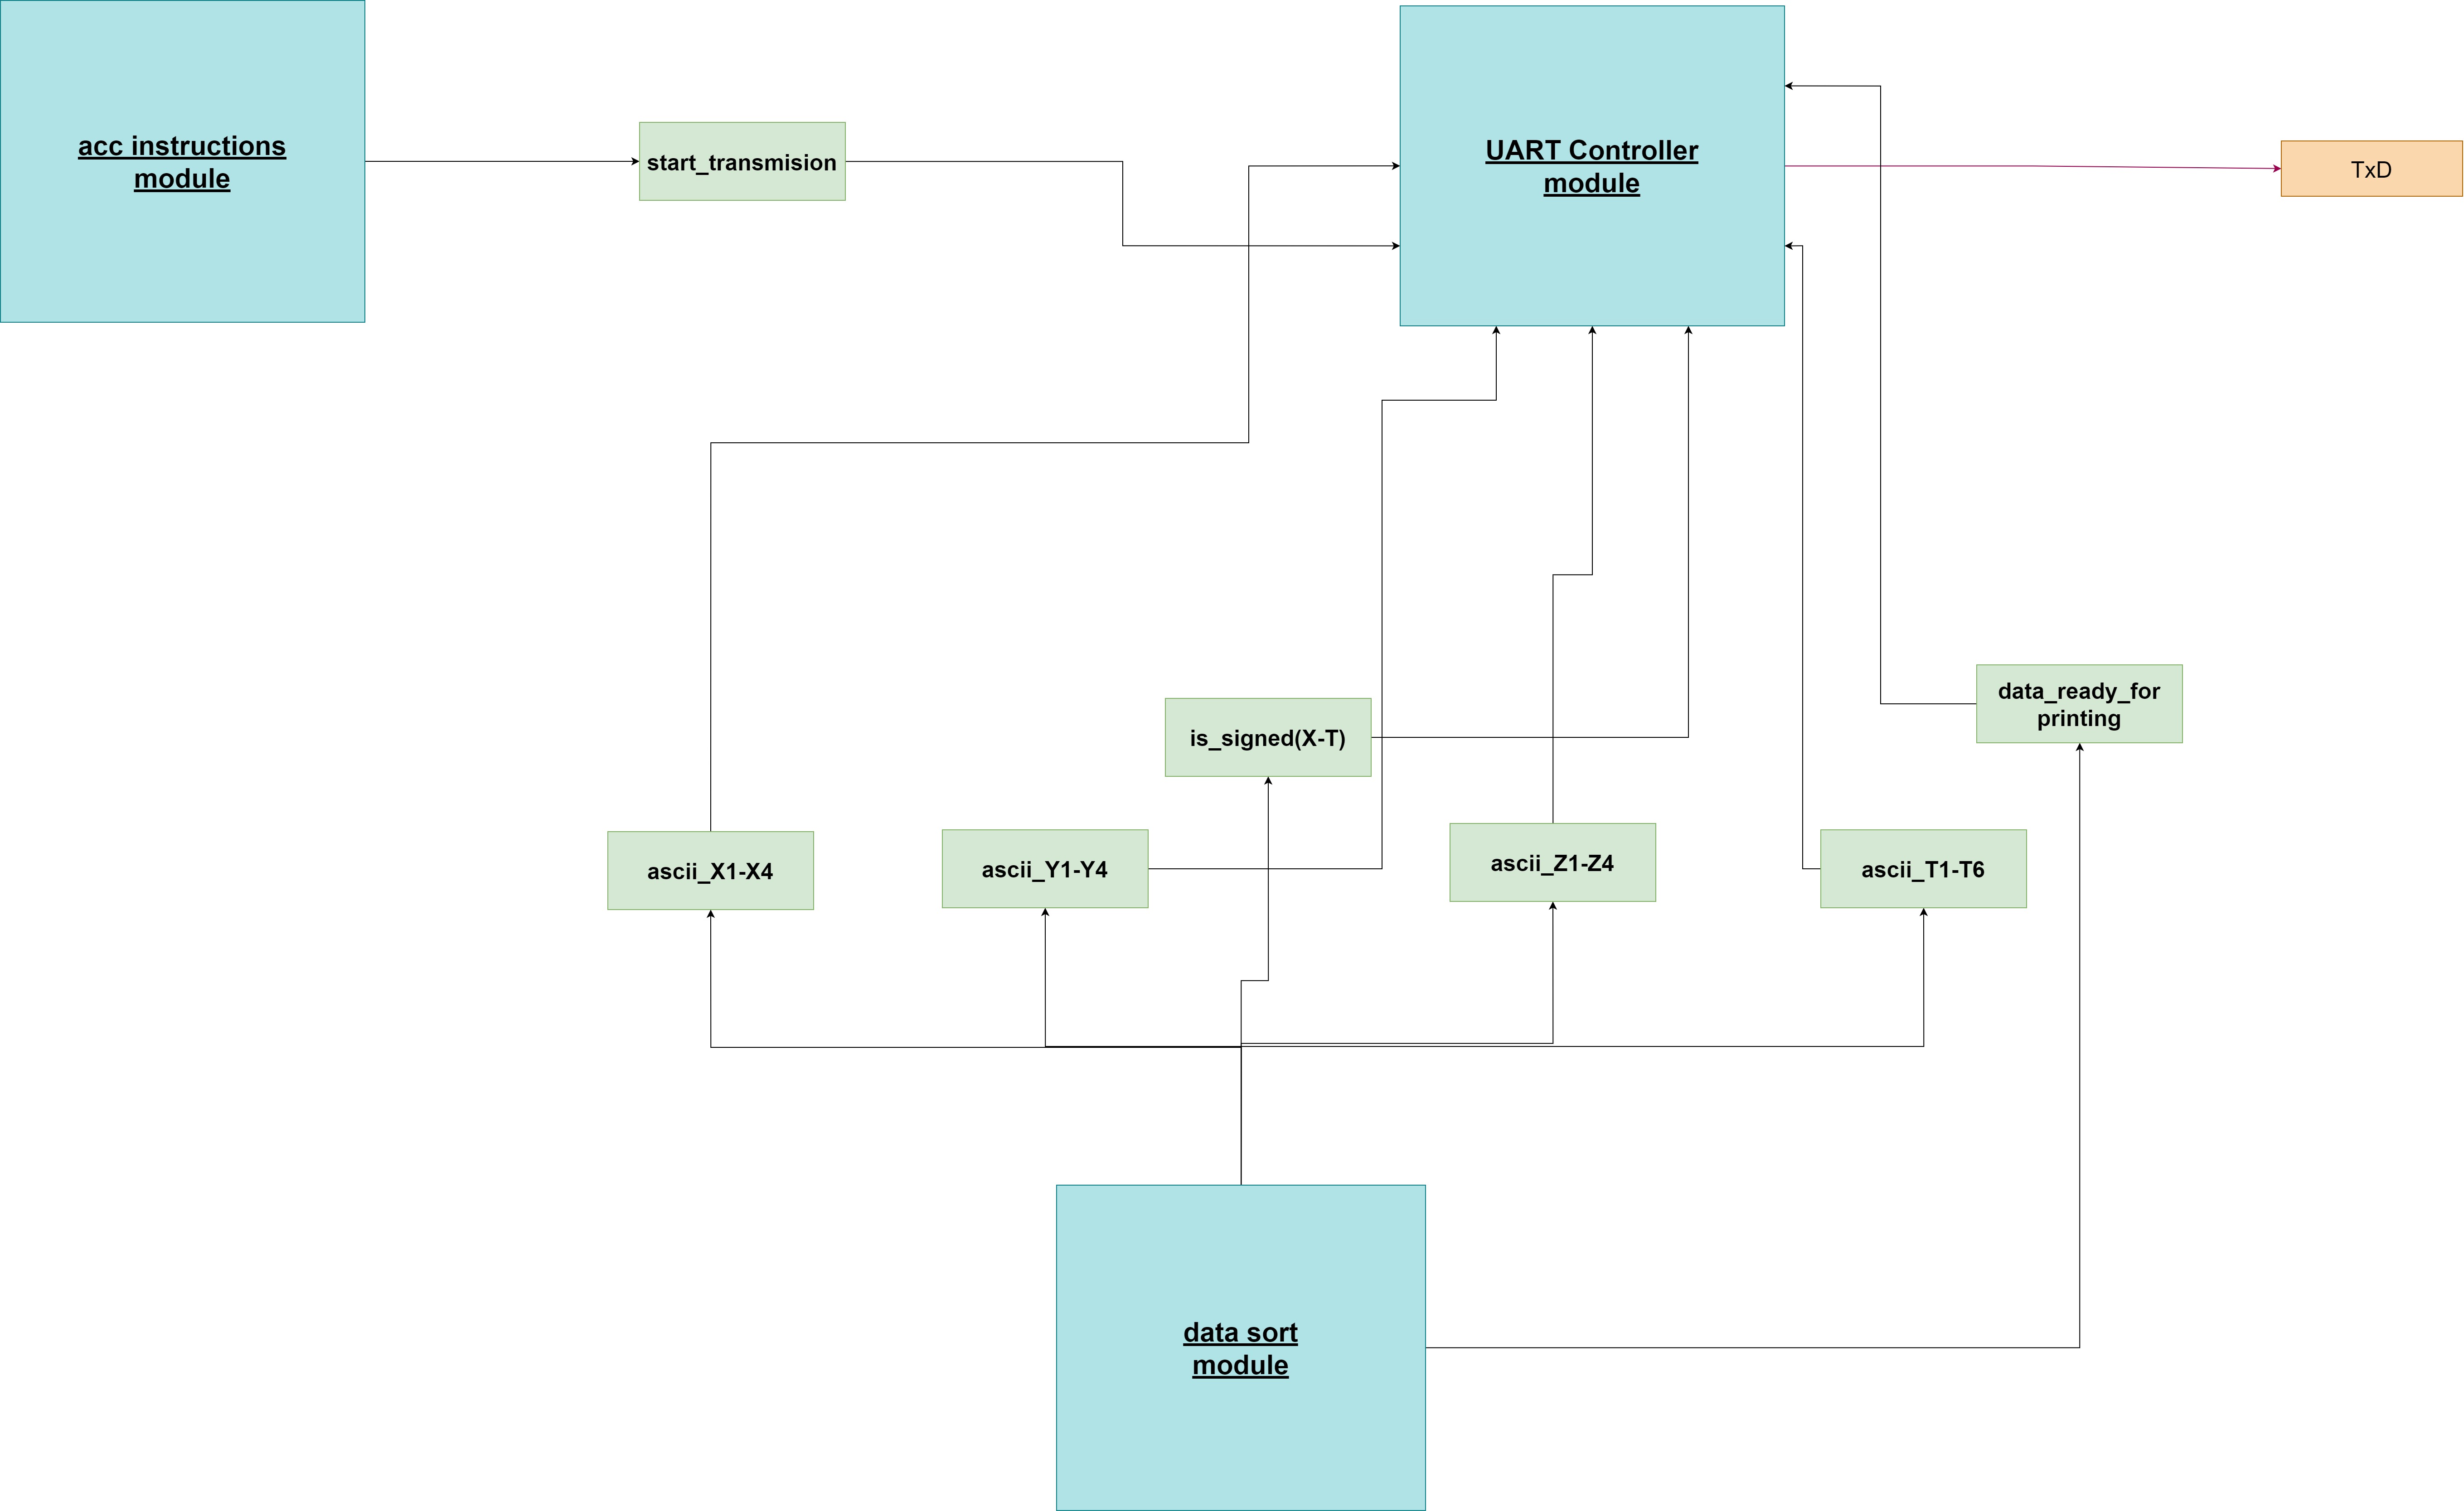 acc instructions
module
UART Controller
module
start_transmision
TxD
data_ready_for
printing
is_signed(X-T)
ascii_X1-X4
ascii_Y1-Y4
ascii_Z1-Z4
ascii_T1-T6
data sort
module